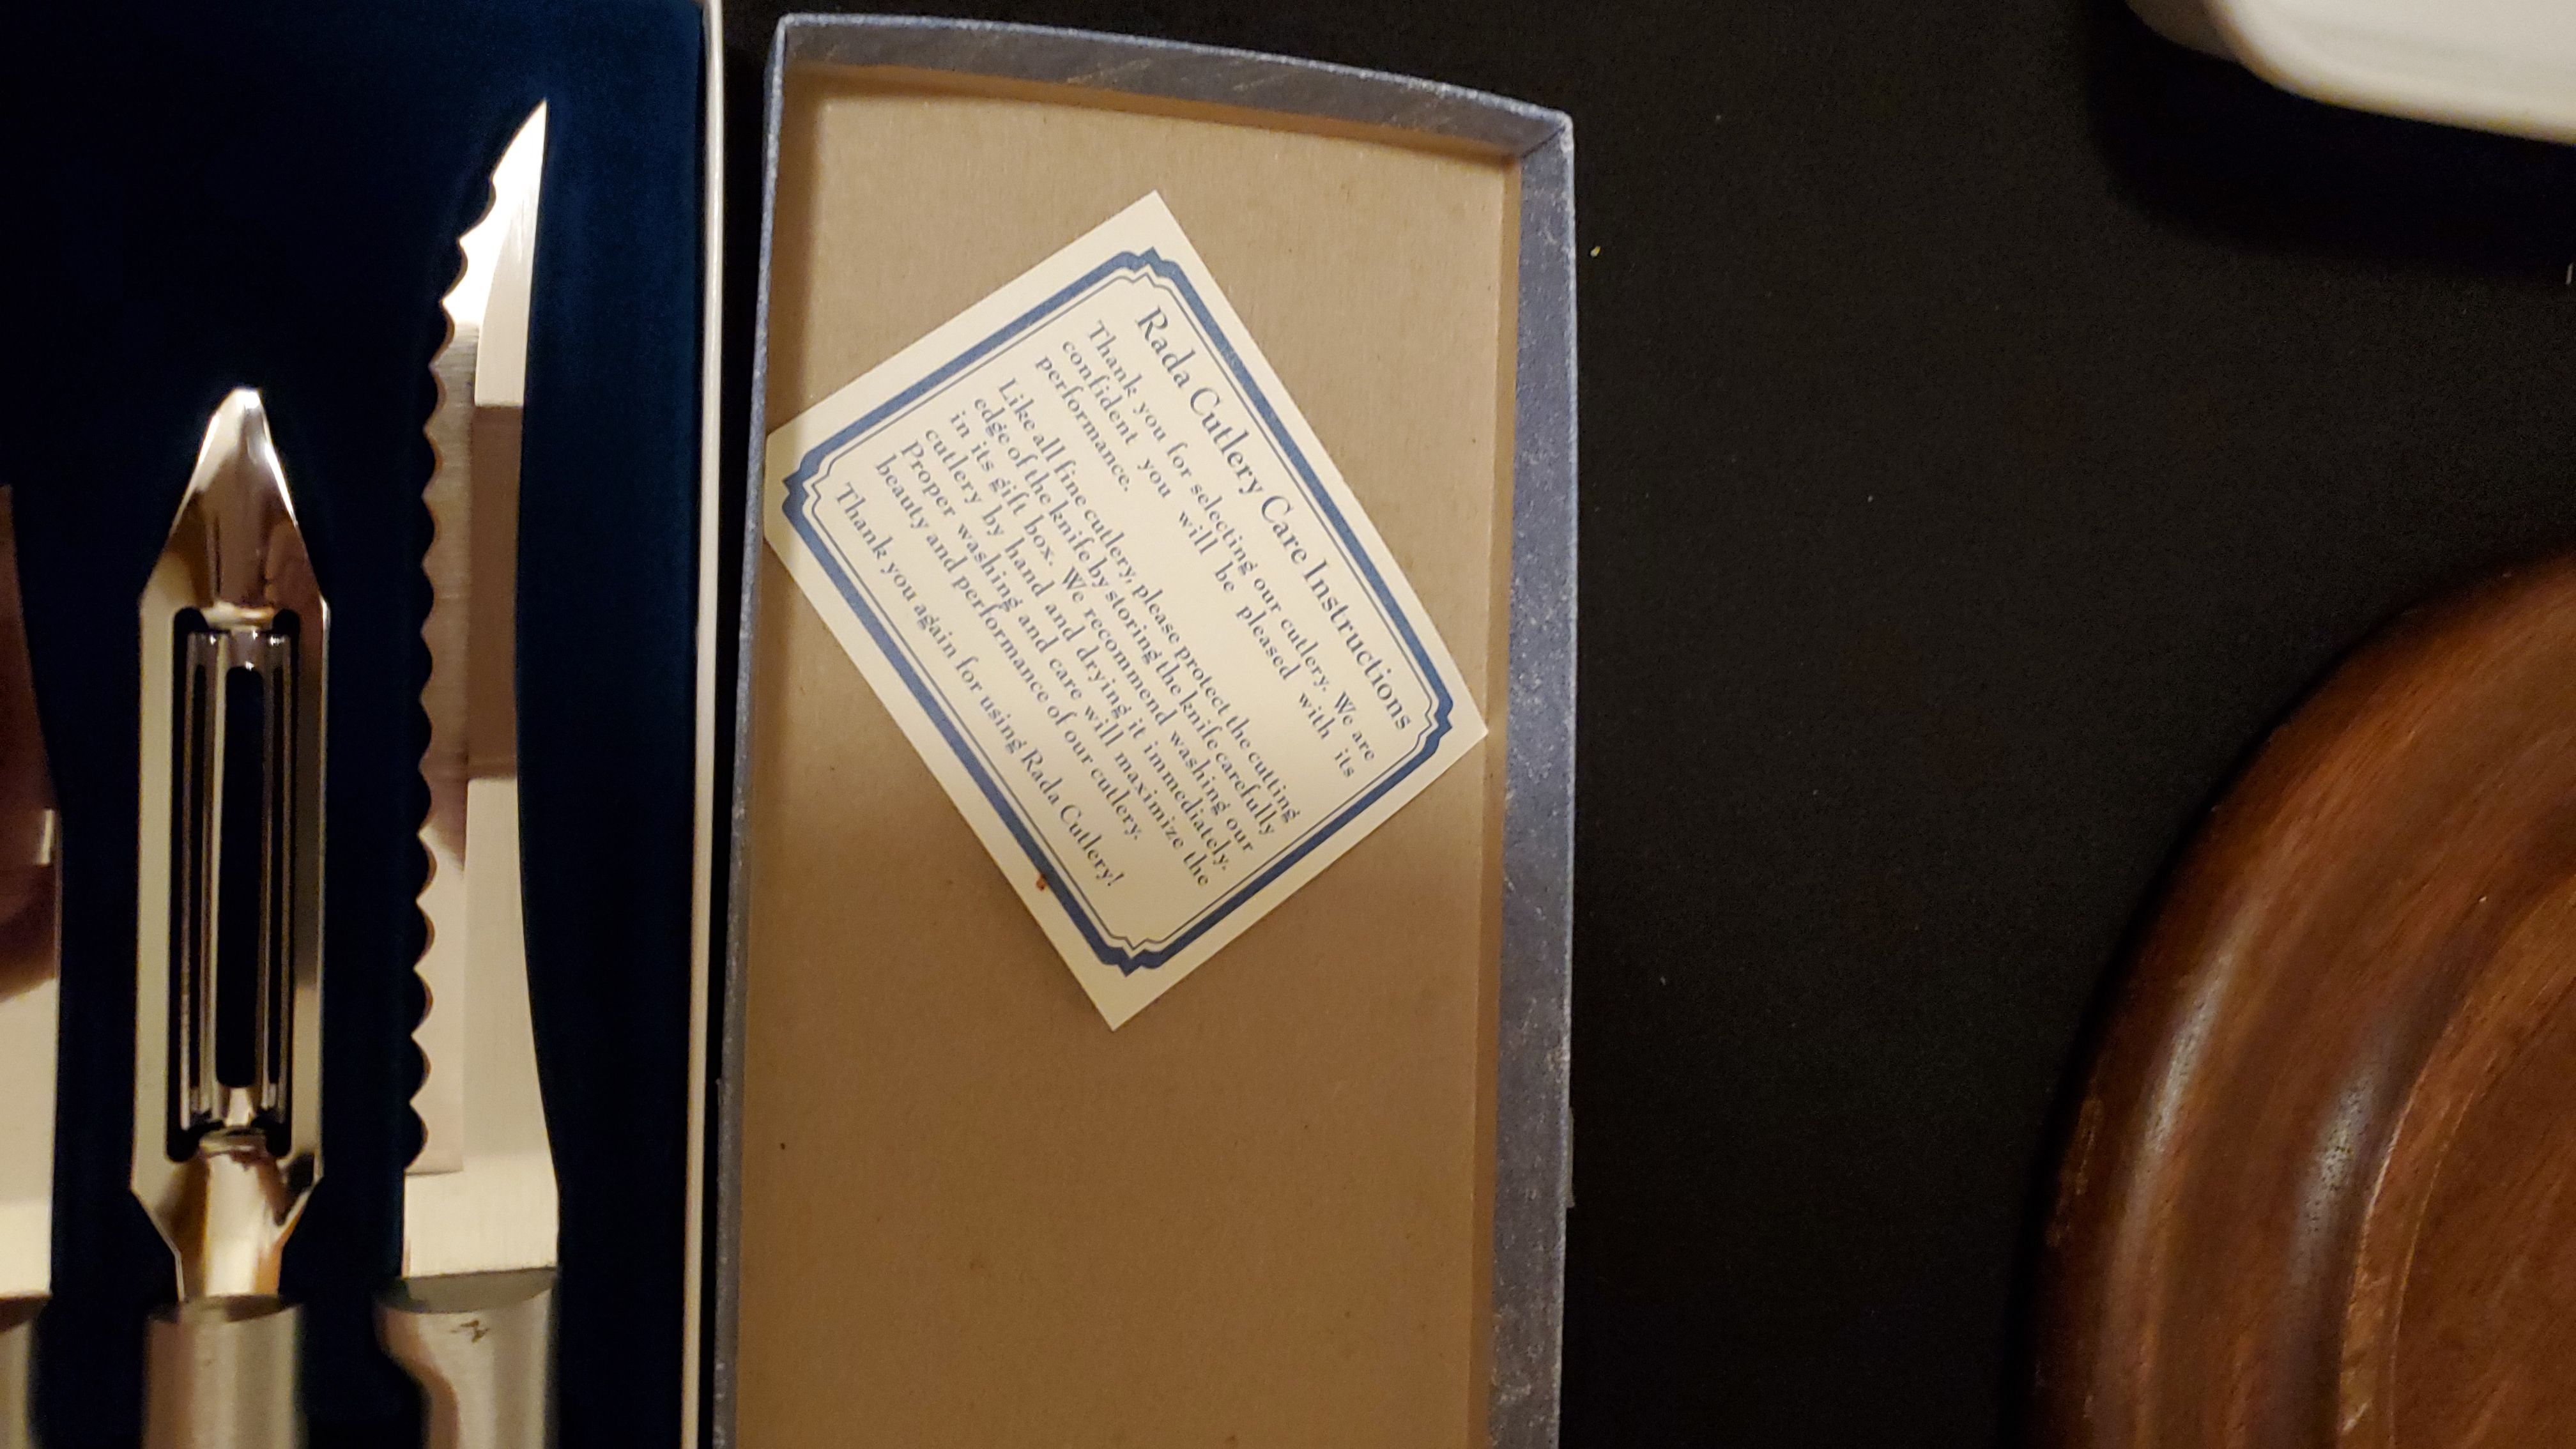 Rada Cutlery Care Instructions
Thank you for selecting our cutlery. We are
confident you will be pleased with its
performance.
Like all fine cutlery, please protect the cutting
edge of the knife by storing the knife carefully
in its gift box. We recommend washing our
cutlery by hand and drying it immediately.
Proper washing and care will maximize the
beauty and performance of our cutlery.
Thank you again for using Rada Cutlery!